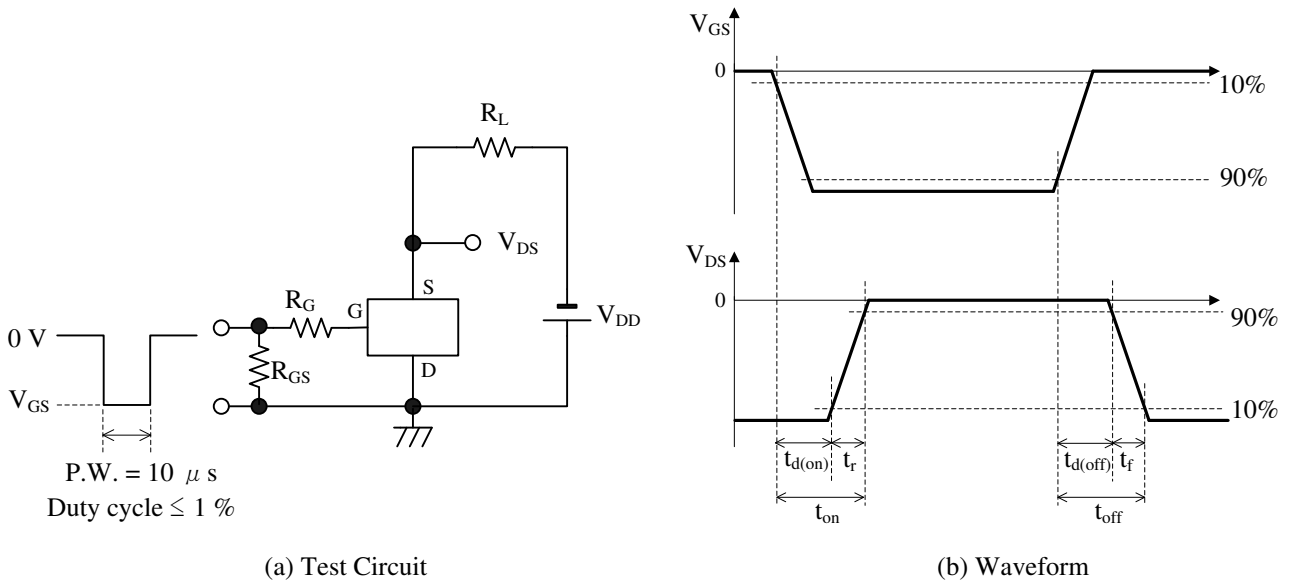 R_L
V_DS
S
G
R_G
V_DD
0 V
R_GS
D
V_GS
P.W. = 10 μ s
Duty cycle ≤ 1 %
(a) Test Circuit
V_GS
0
10%
90%
V_DS
0
90%
10%
t_d(on) t_r t_d(off) t_f
t_on t_off
(b) Waveform